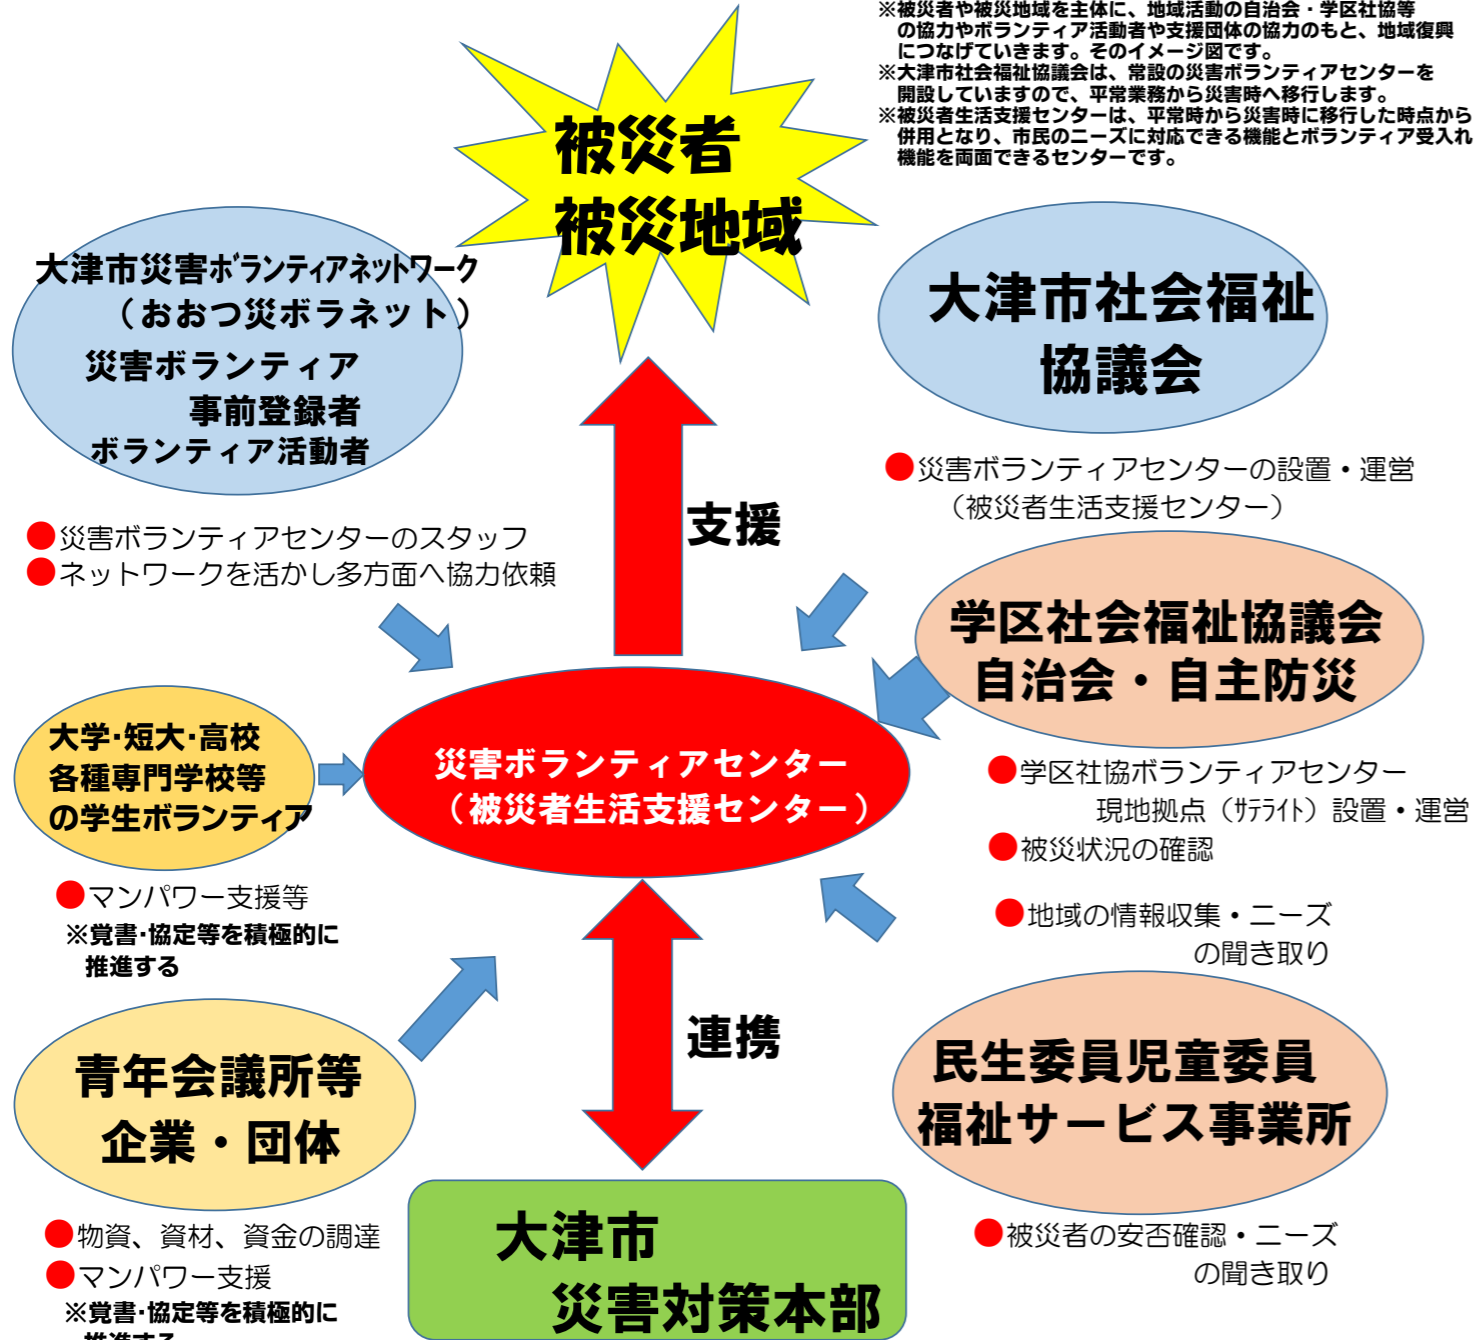 ※被災者や被災地域を主体に、地域活動の自治会・学区社協等
の協力やボランティア活動者や支援団体の協力のもと、地域復興
につなげていきます。そのイメージ図です。
※大津市社会福祉協議会は、常設の災害ボランティアセンターを
開設していますので、平常業務から災害時へ移行します。
※被災者生活支援センターは、平常時から災害時に移行した時点から
併用となり、市民のニーズに対応できる機能とボランティア受入れ
機能を両面できるセンターです。
被災者
被災地域
大津市災害ボランティアネットワーク
（おおつ災ボラネット）
災害ボランティア
事前登録者
ボランティア活動者
●災害ボランティアセンターのスタッフ
●ネットワークを活かし多方面へ協力依頼
大津市社会福祉
協議会
●災害ボランティアセンターの設置・運営
（被災者生活支援センター）
支援
学区社会福祉協議会
自治会・自主防災
●学区社協ボランティアセンター
現地拠点（ｻﾃﾗｲﾄ）設置・運営
●被災状況の確認
●地域の情報収集・ニーズ
の聞き取り
大学･短大･高校
各種専門学校等
の学生ボランティア
●マンパワー支援等
※覚書･協定等を積極的に
推進する
災害ボランティアセンター
（被災者生活支援センター）
連携
青年会議所等
企業・団体
●物資、資材、資金の調達
●マンパワー支援
※覚書･協定等を積極的に
推進する
民生委員児童委員
福祉サービス事業所
●被災者の安否確認・ニーズ
の聞き取り
大津市
災害対策本部